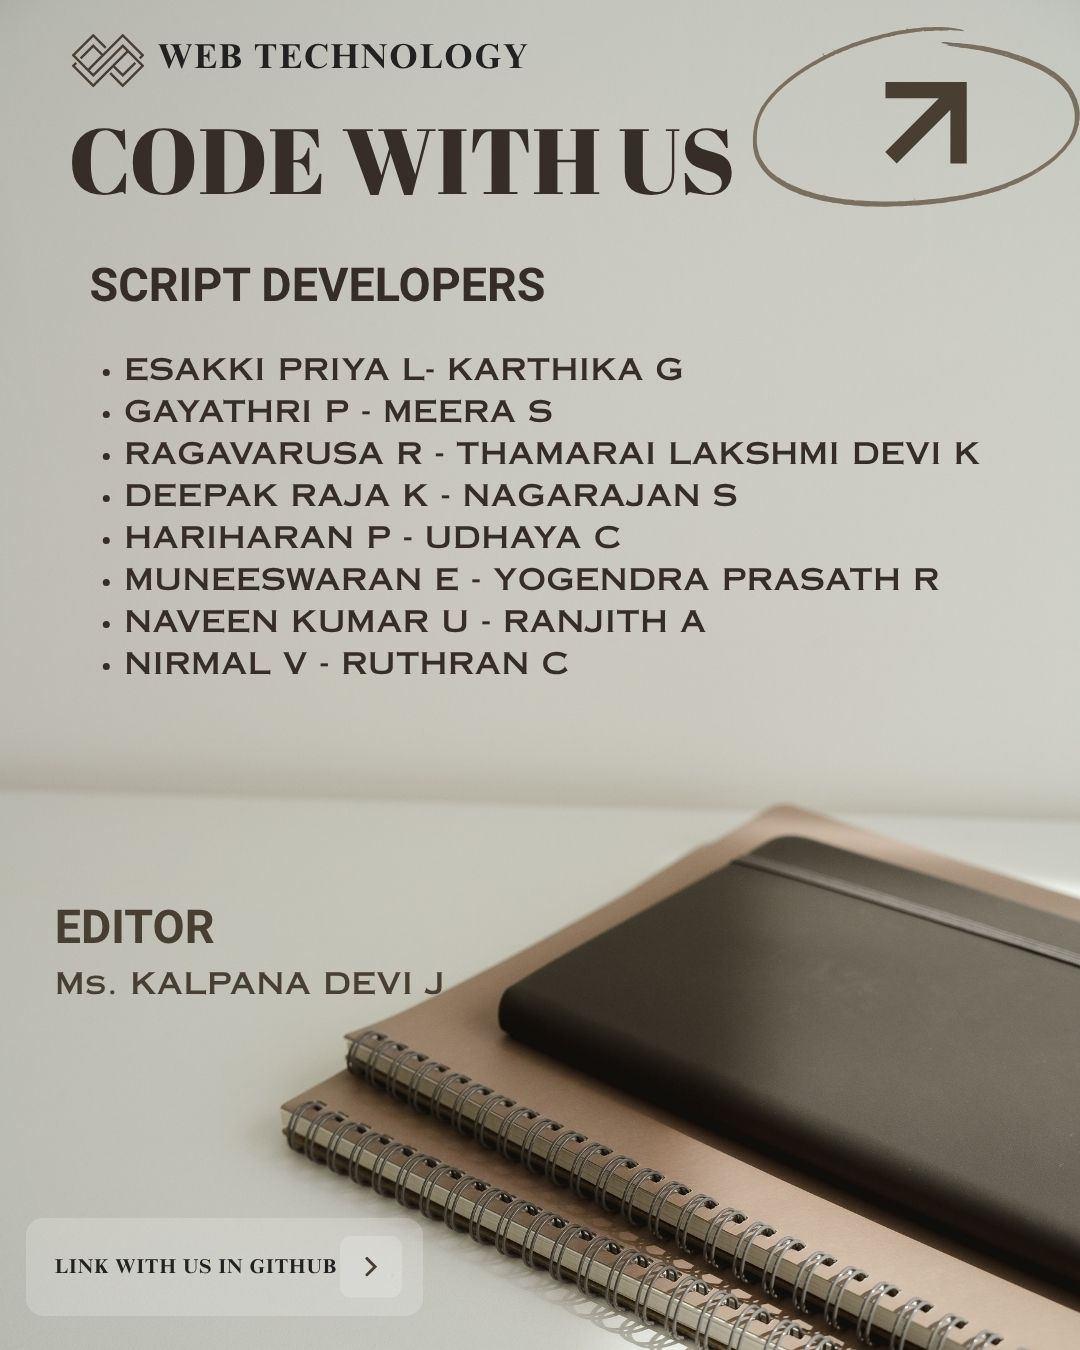 WEB TECHNOLOGY
CODE WITH US
SCRIPT DEVELOPERS
• ESAKKI PRIYA L- KARTHIKA G
• GAYATHRI P - MEERA S
• RAGAVARUSA R - THAMARAI LAKSHMI DEVI K
• DEEPAK RAJA K - NAGARAJAN S
• HARIHARAN P - UDHAYA C
• MUNEESWARAN E - YOGENDRA PRASATH R
• NAVEEN KUMAR U - RANJITH A
• NIRMAL V - RUTHRAN C
EDITOR
Ms. KALPANA DEVI J
LINK WITH US IN GITHUB